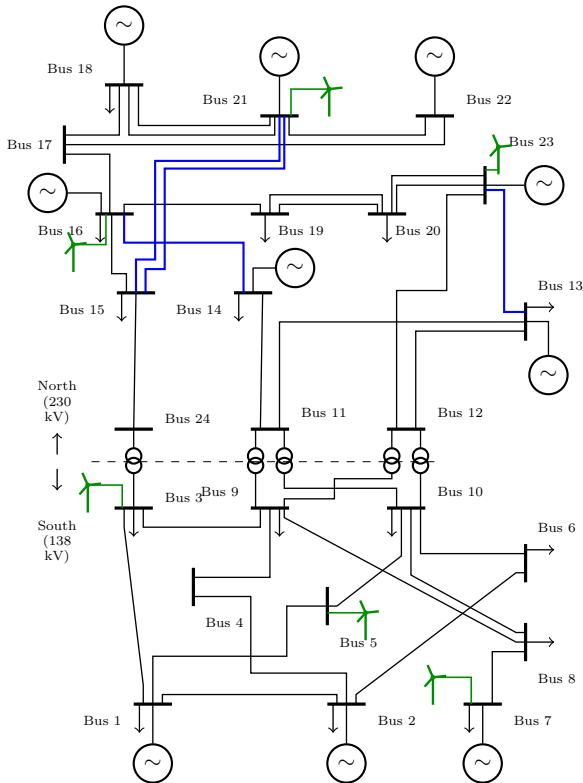 Bus 18
Bus 21
Bus 22
Bus 17
Bus 23
Bus 16
Bus 19
Bus 20
Bus 15
Bus 14
Bus 13
North
(230
kV)
Bus 24
Bus 11
Bus 12
Bus 3
Bus 9
Bus 10
South
(138
kV)
Bus 6
Bus 4
Bus 5
Bus 8
Bus 1
Bus 2
Bus 7